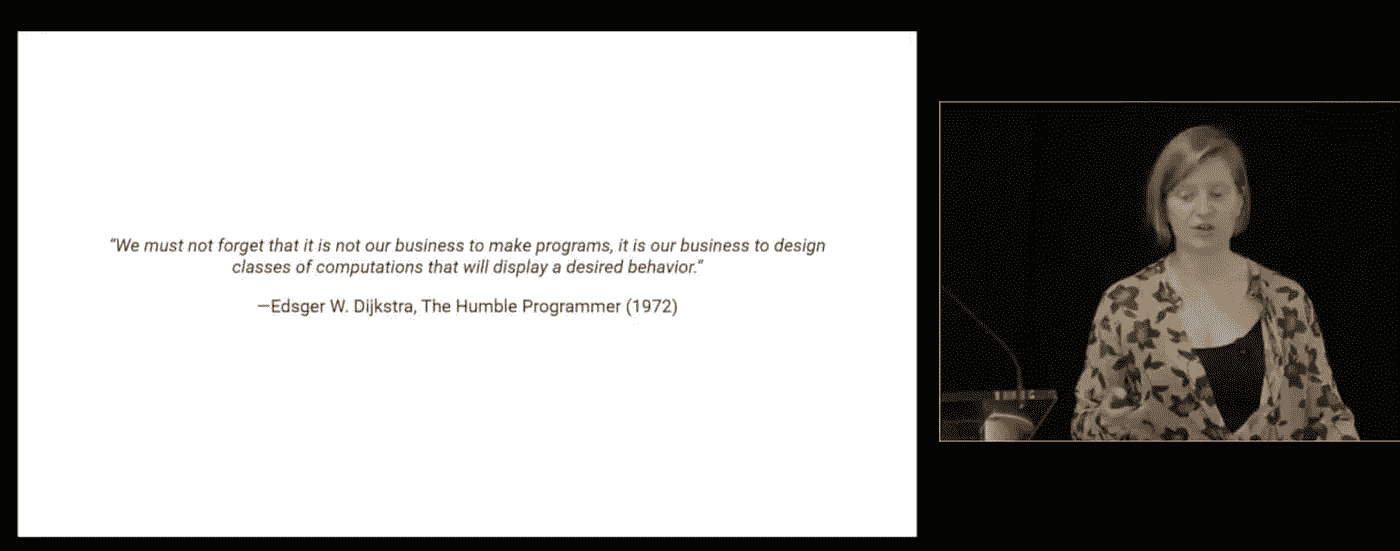 “We must not forget that it is not our business to make programs, it is our business to design
classes of computations that will display a desired behavior.”
—Edsger W. Dijkstra, The Humble Programmer (1972)